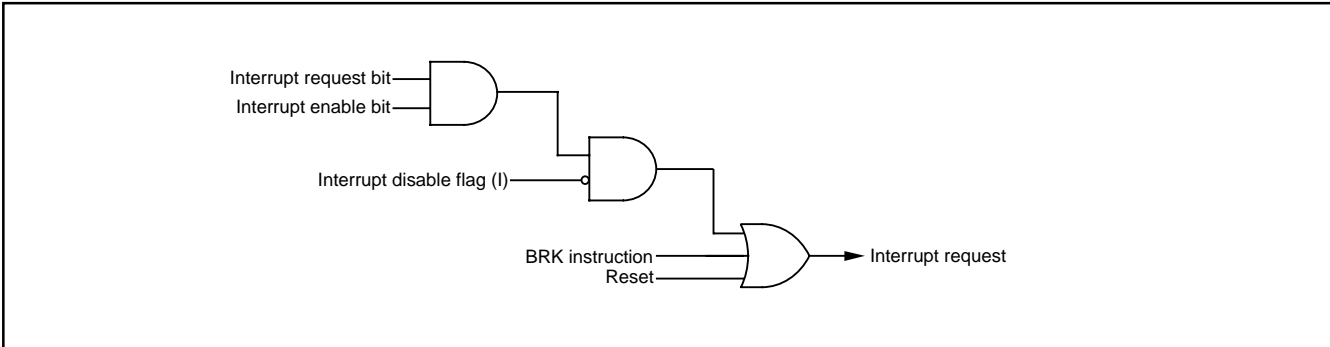 Interrupt request bit
Interrupt enable bit
Interrupt disable flag (I)
BRK instruction
Reset
Interrupt request